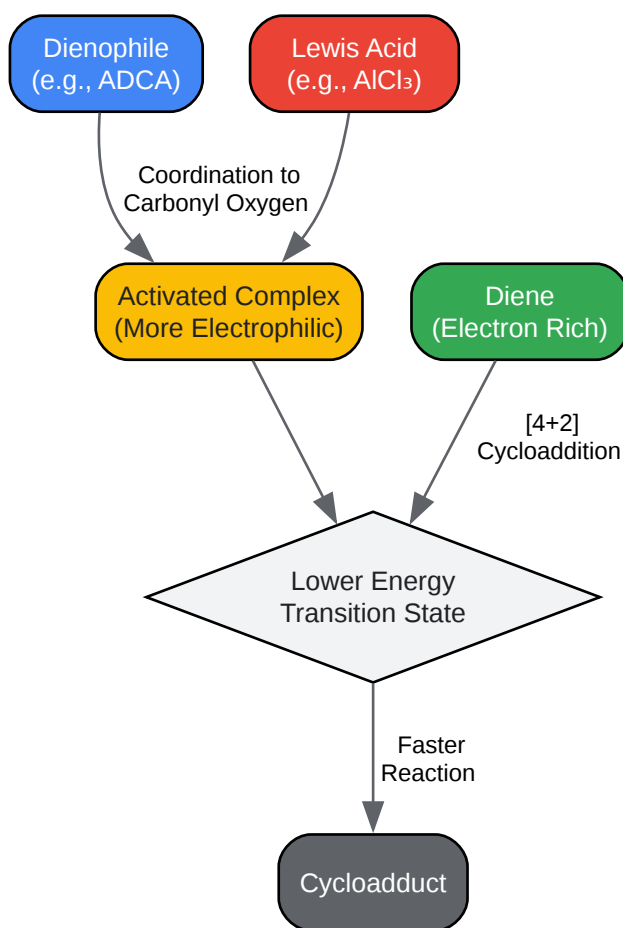 Dienophile
(e.g., ADCA)
Lewis Acid
(e.g., AlCl₃)
Coordination to
Carbonyl Oxygen
Activated Complex
(More Electrophilic)
Diene
(Electron Rich)
[4+2]
Cycloaddition
Lower Energy
Transition State
Faster
Reaction
Cycloadduct